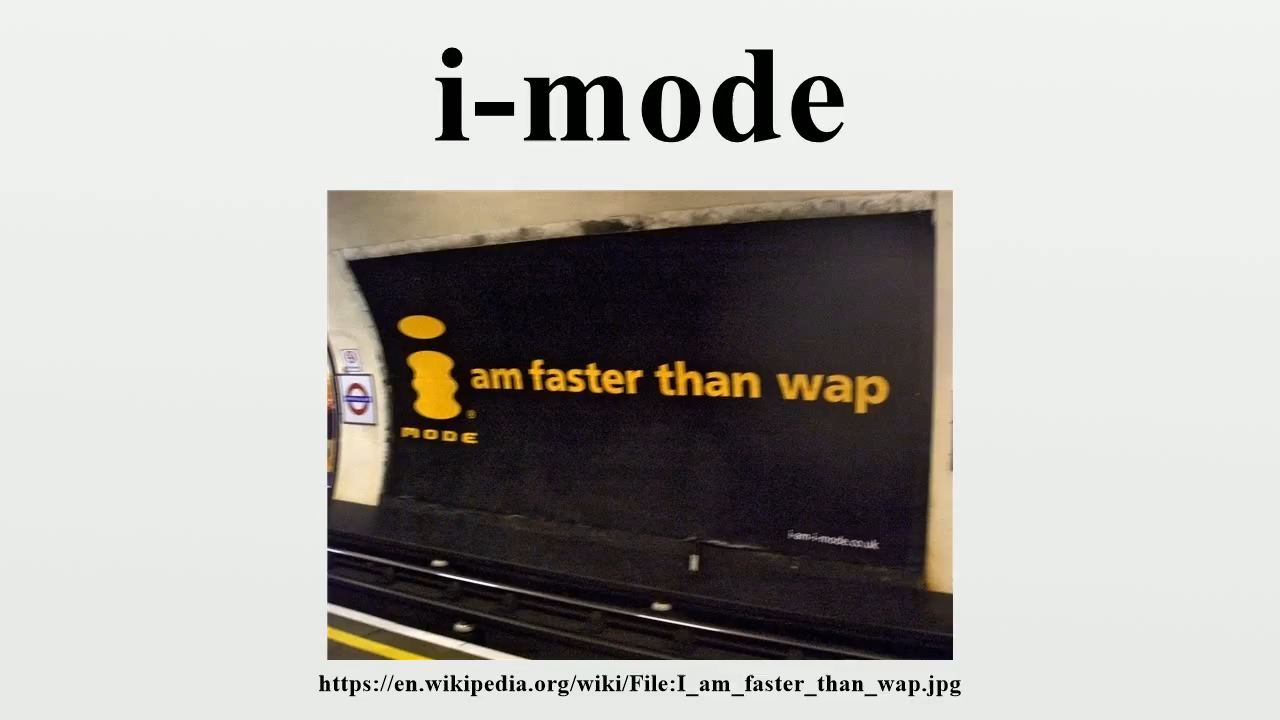 i-mode
i am faster than wap
MODE
i-am-i-mode.co.uk
https://en.wikipedia.org/wiki/File:I_am_faster_than_wap.jpg